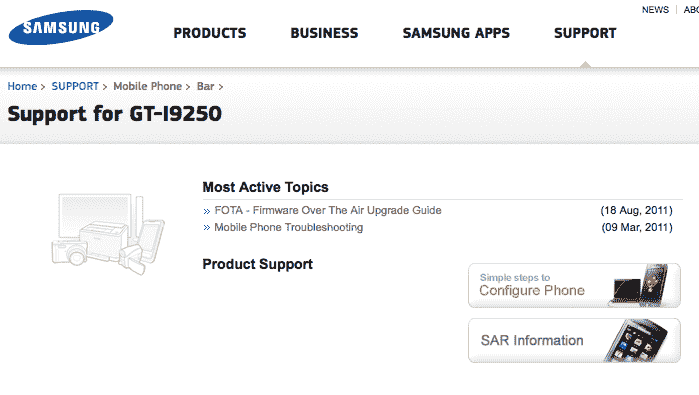 NEWS | ABO
SAMSUNG
PRODUCTS BUSINESS SAMSUNG APPS SUPPORT
Home > SUPPORT > Mobile Phone > Bar >
Support for GT-I9250
Most Active Topics
» FOTA - Firmware Over The Air Upgrade Guide (18 Aug, 2011)
» Mobile Phone Troubleshooting (09 Mar, 2011)
Product Support
Simple steps to
Configure Phone
SAR Information